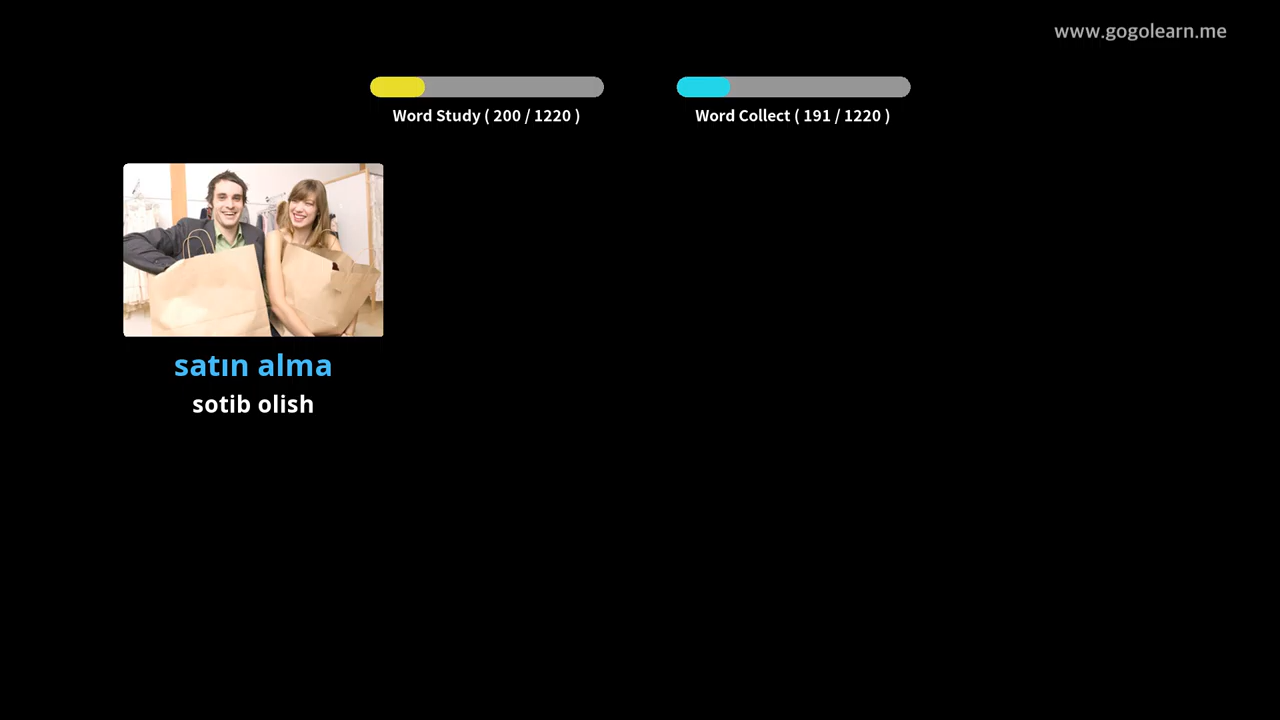 www.gogolearn.me
Word Study ( 200 / 1220 )
Word Collect ( 191 / 1220 )
satın alma
sotib olish